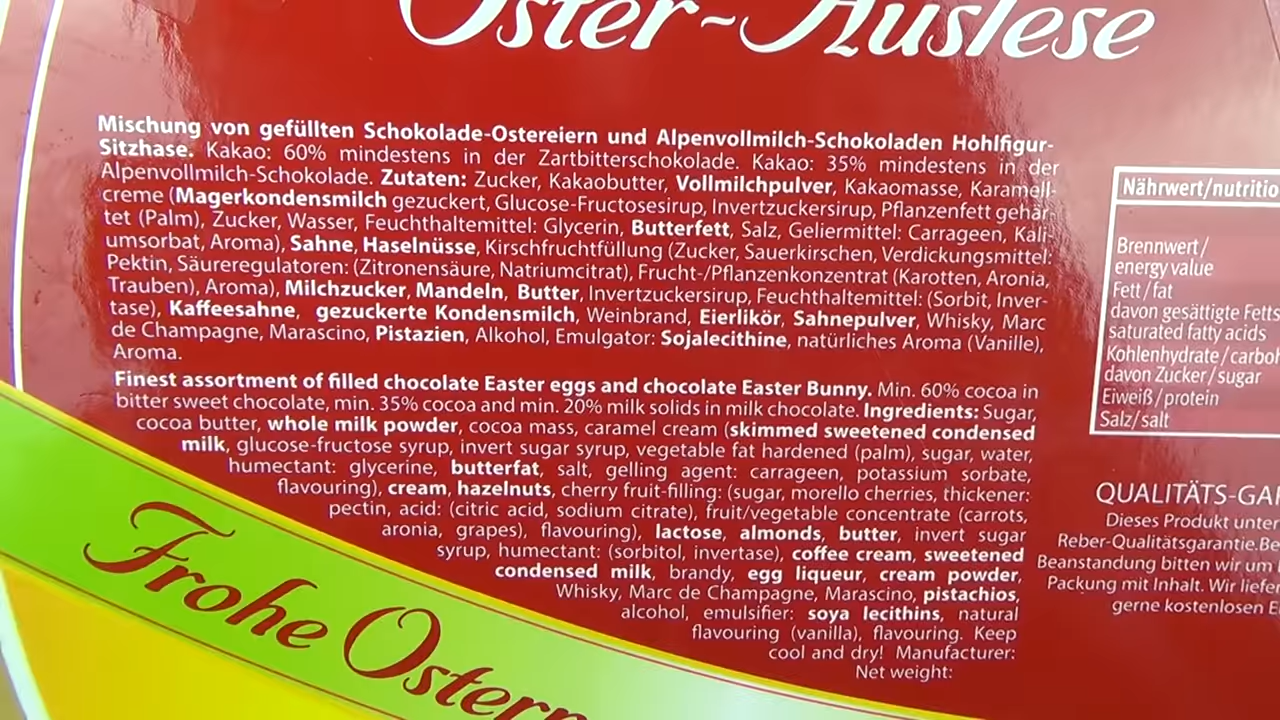 Oster-Auslese
Mischung von gefüllten Schokolade-Ostereiern und Alpenvollmilch-Schokoladen Hohlfigur-
Sitzhase. Kakao: 60% mindestens in der Zartbitterschokolade. Kakao: 35% mindestens in der
Alpenvollmilch-Schokolade. Zutaten: Zucker, Kakaobutter, Vollmilchpulver, Kakaomasse, Karamell-
creme (Magerkondensmilch gezuckert, Glucose-Fructosesirup, Invertzuckersirup, Pflanzenfett gehär-
tet (Palm), Zucker, Wasser, Feuchthaltemittel: Glycerin, Butterfett, Salz, Geliermittel: Carrageen, Kali-
umsorbat, Aroma), Sahne, Haselnüsse, Kirschfruchtfüllung (Zucker, Sauerkirschen, Verdickungsmittel:
Pektin, Säureregulatoren: (Zitronensäure, Natriumcitrat), Frucht-/Pflanzenkonzentrat (Karotten, Aronia,
Trauben), Aroma), Milchzucker, Mandeln, Butter, Invertzuckersirup, Feuchthaltemittel: (Sorbit, Inver-
tase), Kaffeesahne, gezuckerte Kondensmilch, Weinbrand, Eierlikör, Sahnepulver, Whisky, Marc
de Champagne, Marascino, Pistazien, Alkohol, Emulgator: Sojalecithine, natürliches Aroma (Vanille),
Aroma.
Finest assortment of filled chocolate Easter eggs and chocolate Easter Bunny. Min. 60% cocoa in
bitter sweet chocolate, min. 35% cocoa and min. 20% milk solids in milk chocolate. Ingredients: Sugar,
cocoa butter, whole milk powder, cocoa mass, caramel cream (skimmed sweetened condensed
milk, glucose-fructose syrup, invert sugar syrup, vegetable fat hardened (palm), sugar, water,
humectant: glycerine, butterfat, salt, gelling agent: carrageen, potassium sorbate,
flavouring), cream, hazelnuts, cherry fruit-filling: (sugar, morello cherries, thickener:
pectin, acid: (citric acid, sodium citrate), fruit/vegetable concentrate (carrots,
aronia, grapes), flavouring), lactose, almonds, butter, invert sugar
syrup, humectant: (sorbitol, invertase), coffee cream, sweetened
condensed milk, brandy, egg liqueur, cream powder,
Whisky, Marc de Champagne, Marascino, pistachios,
alcohol, emulsifier: soya lecithins, natural
flavouring (vanilla), flavouring. Keep
cool and dry! Manufacturer:
Net weight:
Frohe Ostern
Nährwert/nutritio
Brennwert/
energy value
Fett/fat
davon gesättigte Fetts
saturated fatty acids
Kohlenhydrate/carboh
davon Zucker/sugar
Eiweiß/protein
Salz/salt
QUALITÄTS-GA
Dieses Produkt unter
Reber-Qualitätsgarantie.Be
Beanstandung bitten wir um
Packung mit Inhalt. Wir liefe
gerne kostenlosen E